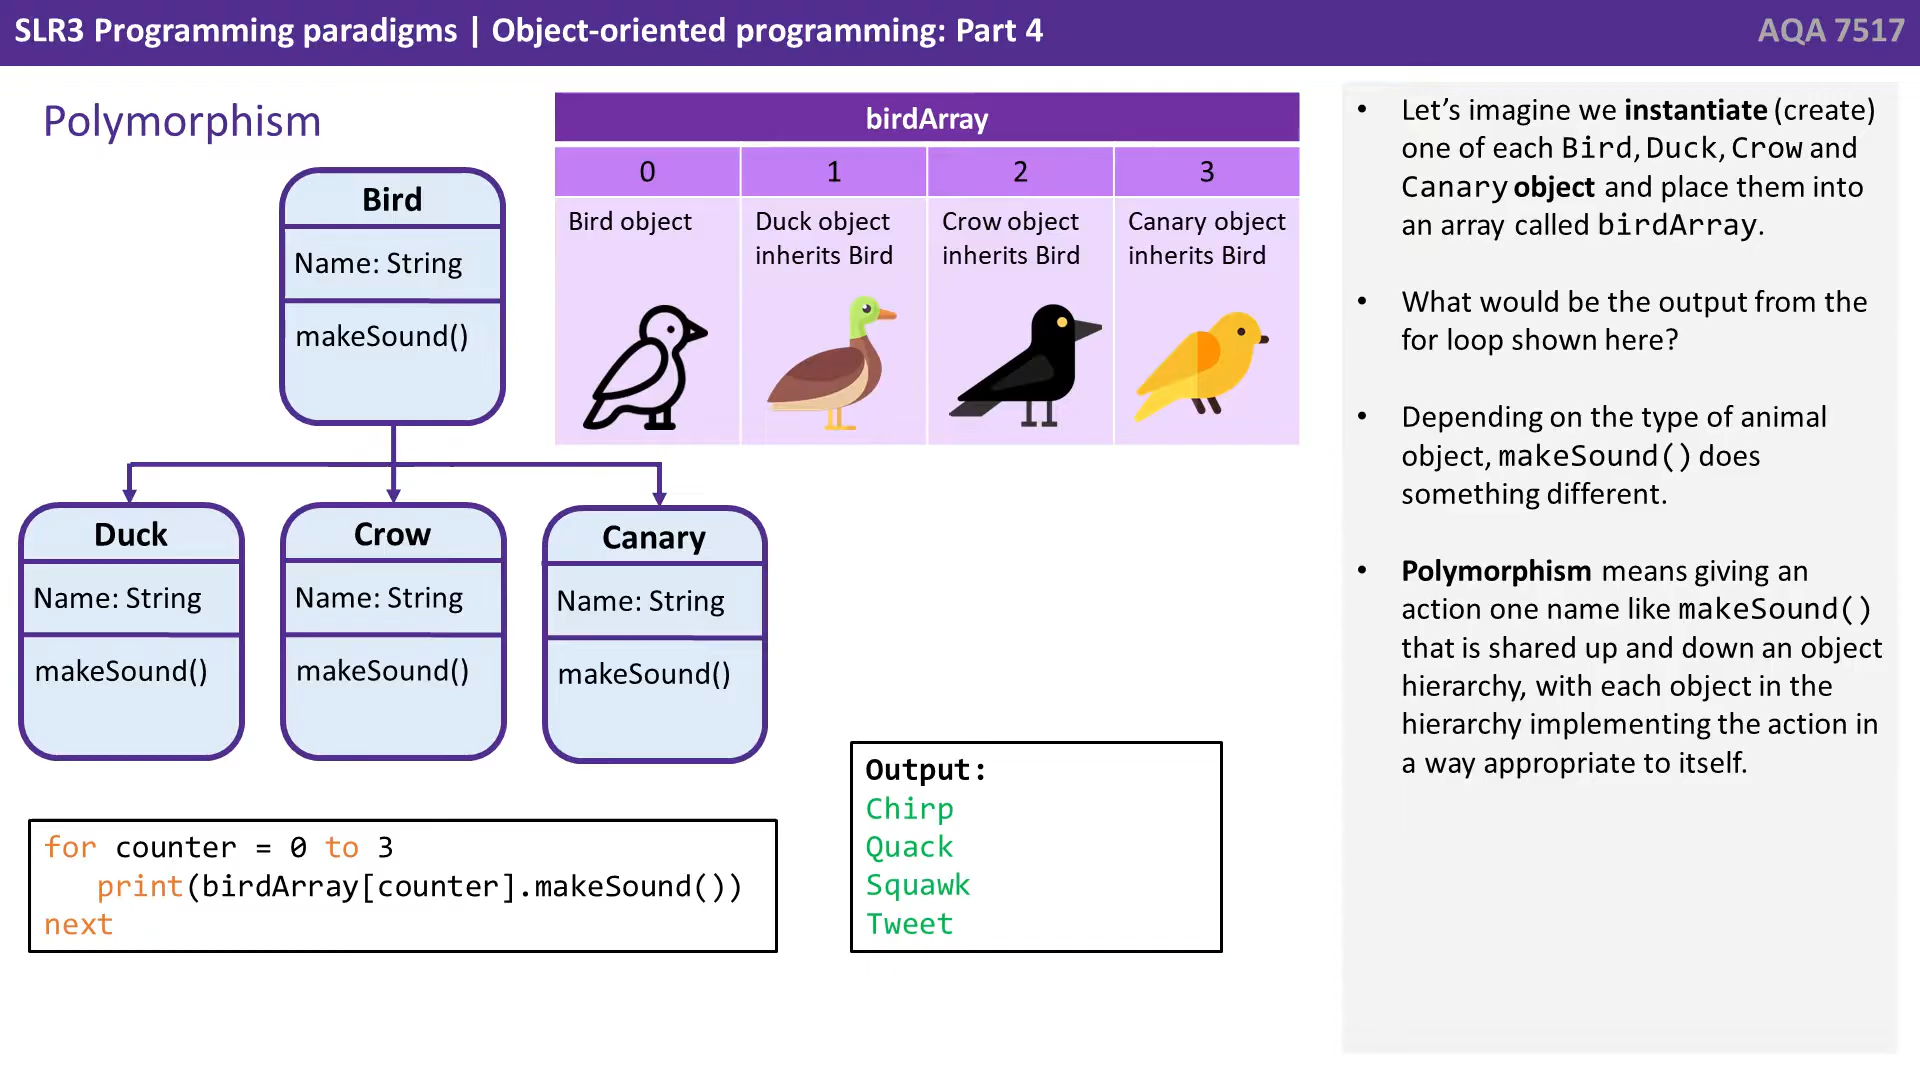 SLR3 Programming paradigms | Object-oriented programming: Part 4
AQA 7517
Polymorphism
Bird
Name: String
makeSound()
Duck
Name: String
makeSound()
Crow
Name: String
makeSound()
Canary
Name: String
makeSound()
birdArray
0
1
2
3
Bird object
Duck object
inherits Bird
Crow object
inherits Bird
Canary object
inherits Bird
for counter = 0 to 3
print(birdArray[counter].makeSound())
next
Output:
Chirp
Quack
Squawk
Tweet
• Let’s imagine we instantiate (create)
one of each Bird, Duck, Crow and
Canary object and place them into
an array called birdArray.
• What would be the output from the
for loop shown here?
• Depending on the type of animal
object, makeSound() does
something different.
• Polymorphism means giving an
action one name like makeSound()
that is shared up and down an object
hierarchy, with each object in the
hierarchy implementing the action in
a way appropriate to itself.